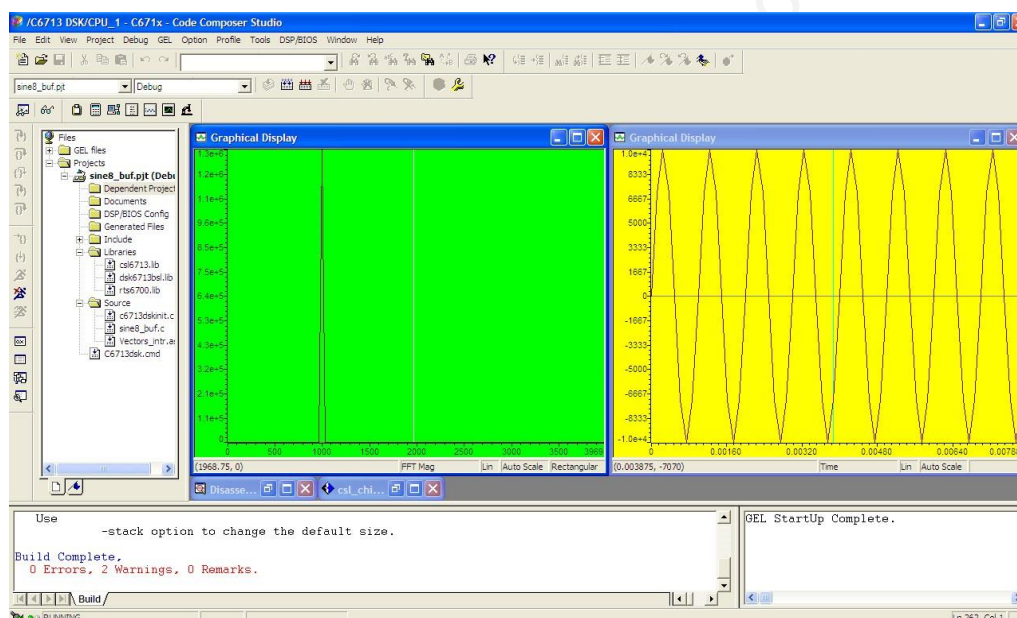 /C6713 DSK/CPU_1 - C671x - Code Composer Studio
File Edit View Project Debug GEL Option Profile Tools DSP/BIOS Window Help
sine8_buf.pjt Debug
Files
GEL files
Projects
sine8_buf.pjt (Debu
Dependent Project
Documents
DSP/BIOS Config
Generated Files
Include
Libraries
csl6713.lib
dsk6713bsl.lib
rts6700.lib
Source
c6713dskinit.c
sine8_buf.c
Vectors_intr.a
C6713dsk.cmd
Graphical Display
1.3e+6
1.2e+6
1.1e+6
9.6e+5
8.5e+5
7.5e+5
6.4e+5
5.3e+5
4.3e+5
3.2e+5
2.1e+5
1.1e+5
0
0 500 1000 1500 2000 2500 3000 3500 3969
(1968.75, 0) FFT Mag Lin Auto Scale Rectangular
Graphical Display
1.0e+4
8333
6667
5000
3333
1667
0
-1667
-3333
-5000
-6667
-8333
-1.0e+4
0 0.00160 0.00320 0.00480 0.00640 0.0078
(0.003875, -7070) Time Lin Auto Scale
Disasse... csl_chi...
Use
-stack option to change the default size.
Build Complete,
0 Errors, 2 Warnings, 0 Remarks.
Build
GEL StartUp Complete.
RUNNING
Ln 262, Col 1